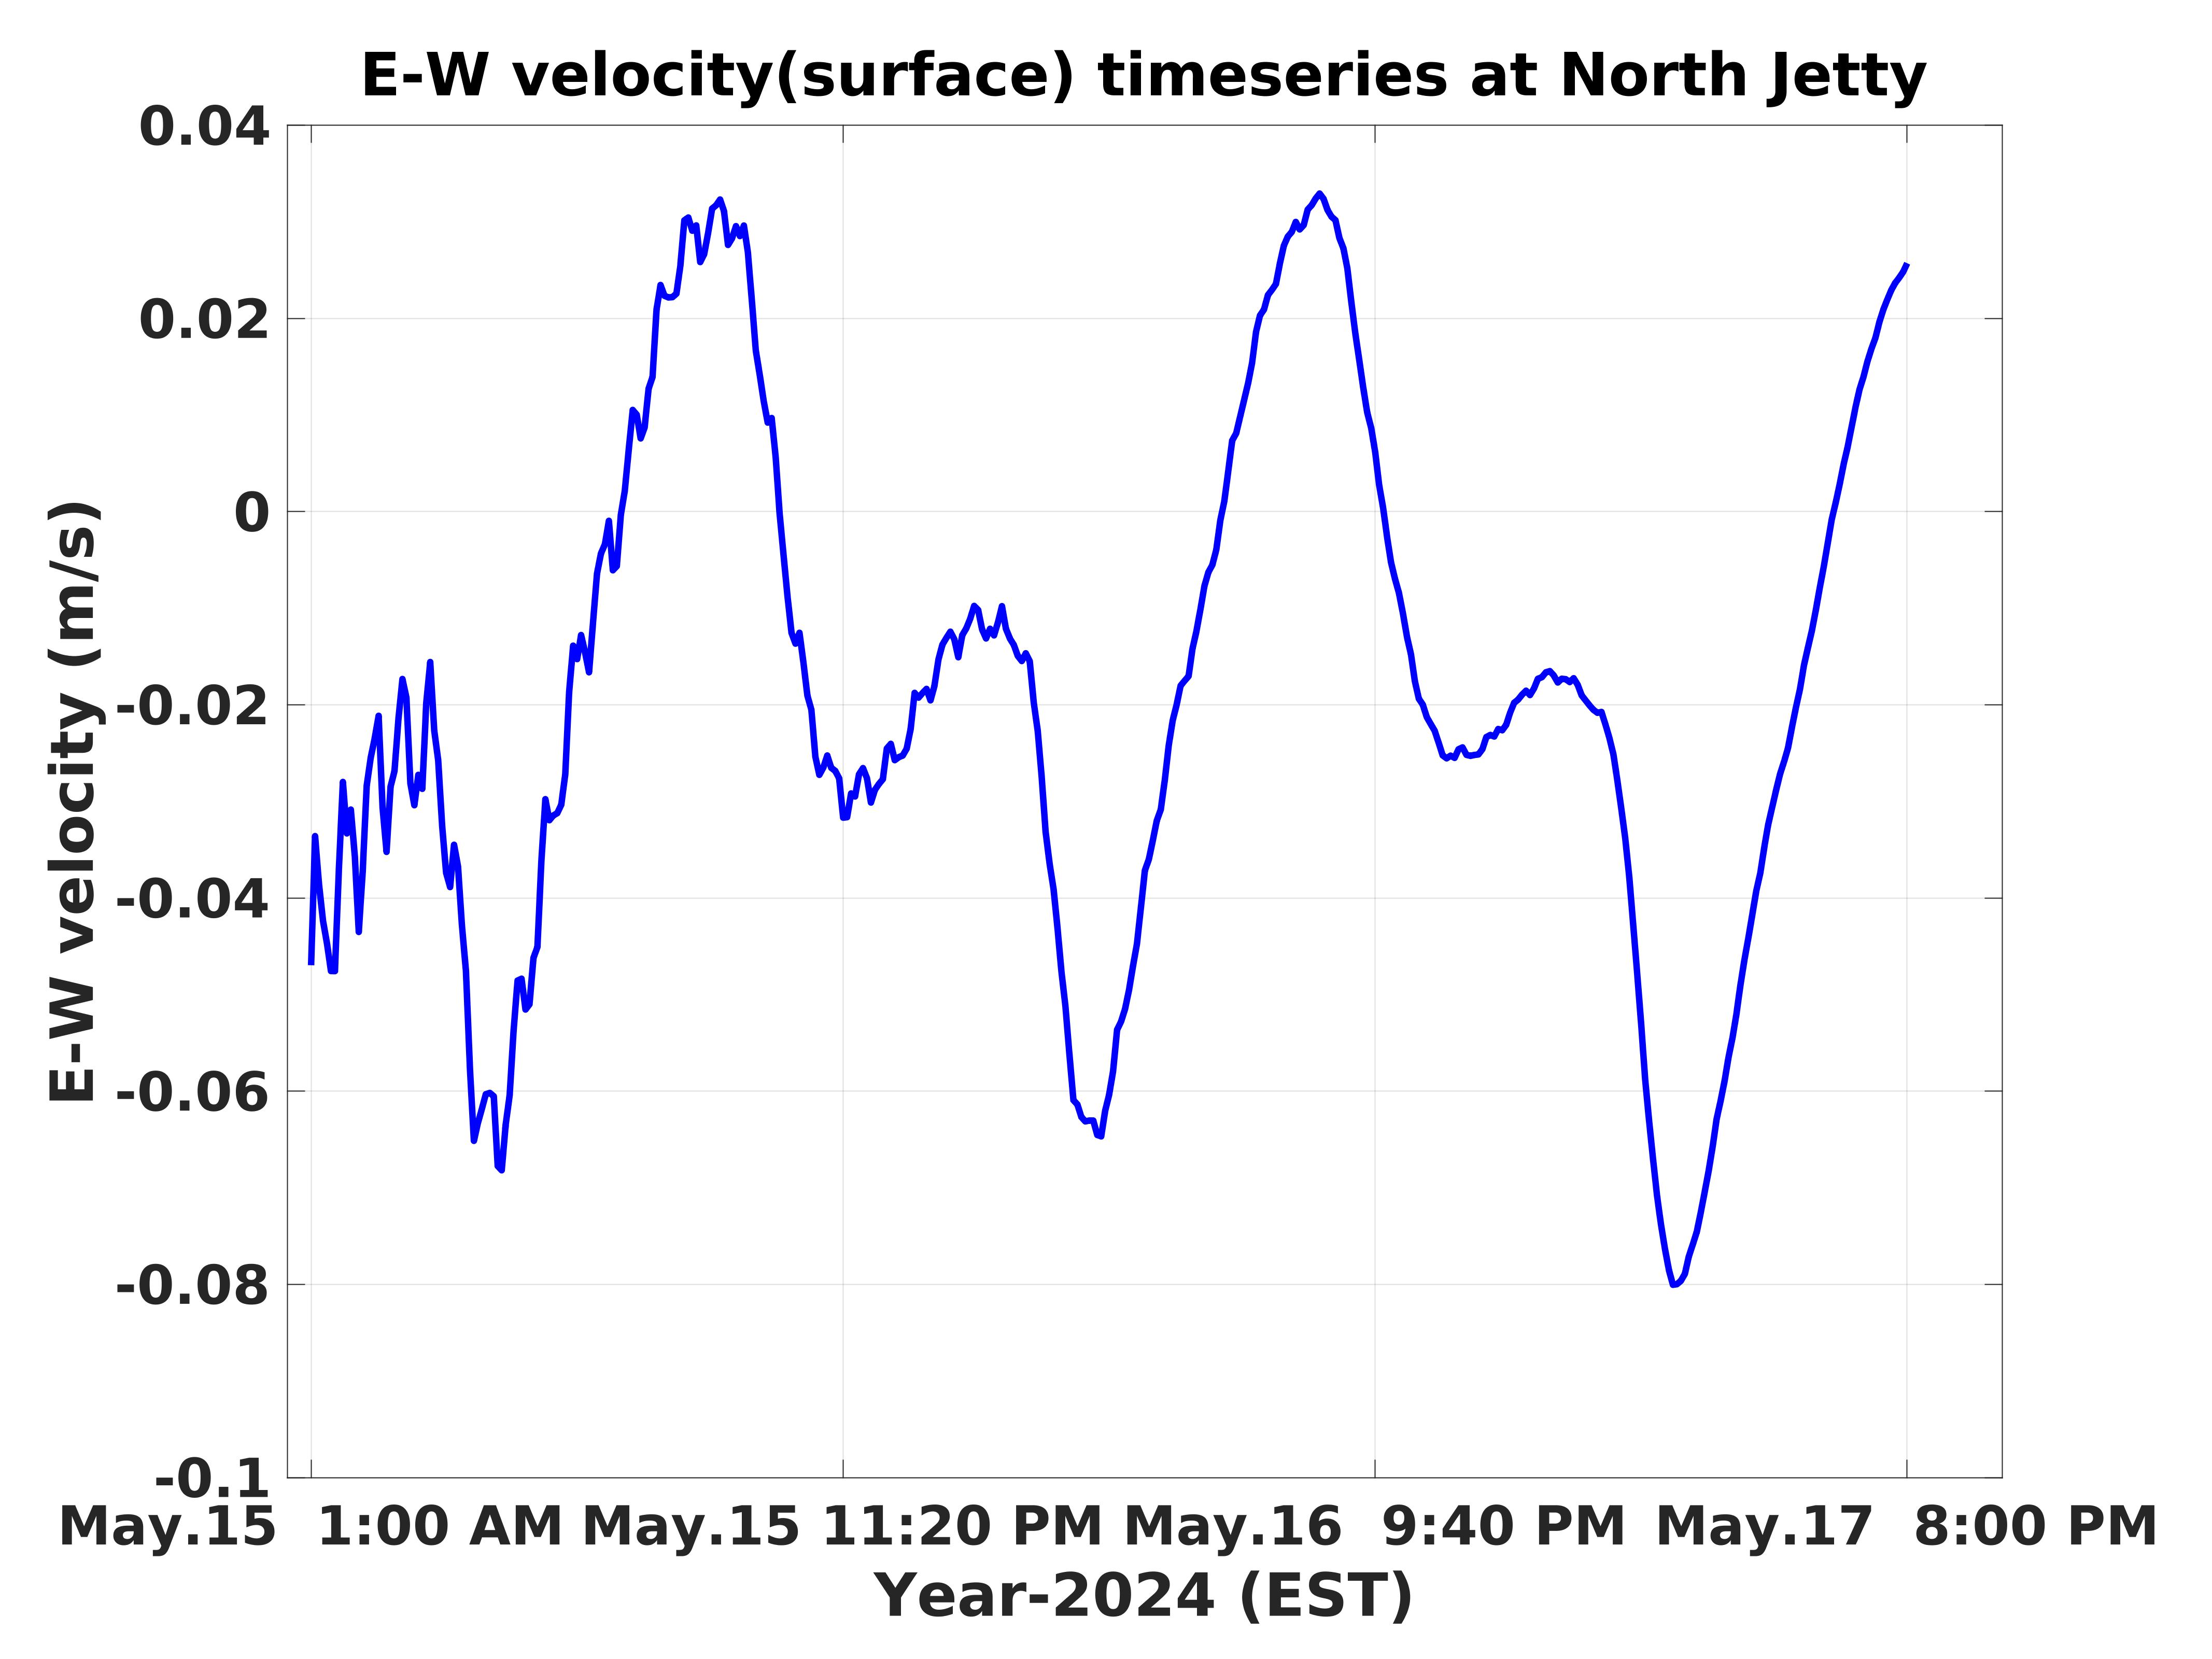 E-W velocity(surface) timeseries at North Jetty
0.04
0.02
0
-0.02
-0.04
-0.06
-0.08
-0.1
E-W velocity (m/s)
May.15 1:00 AM May.15 11:20 PM May.16 9:40 PM May.17 8:00 PM
Year-2024 (EST)